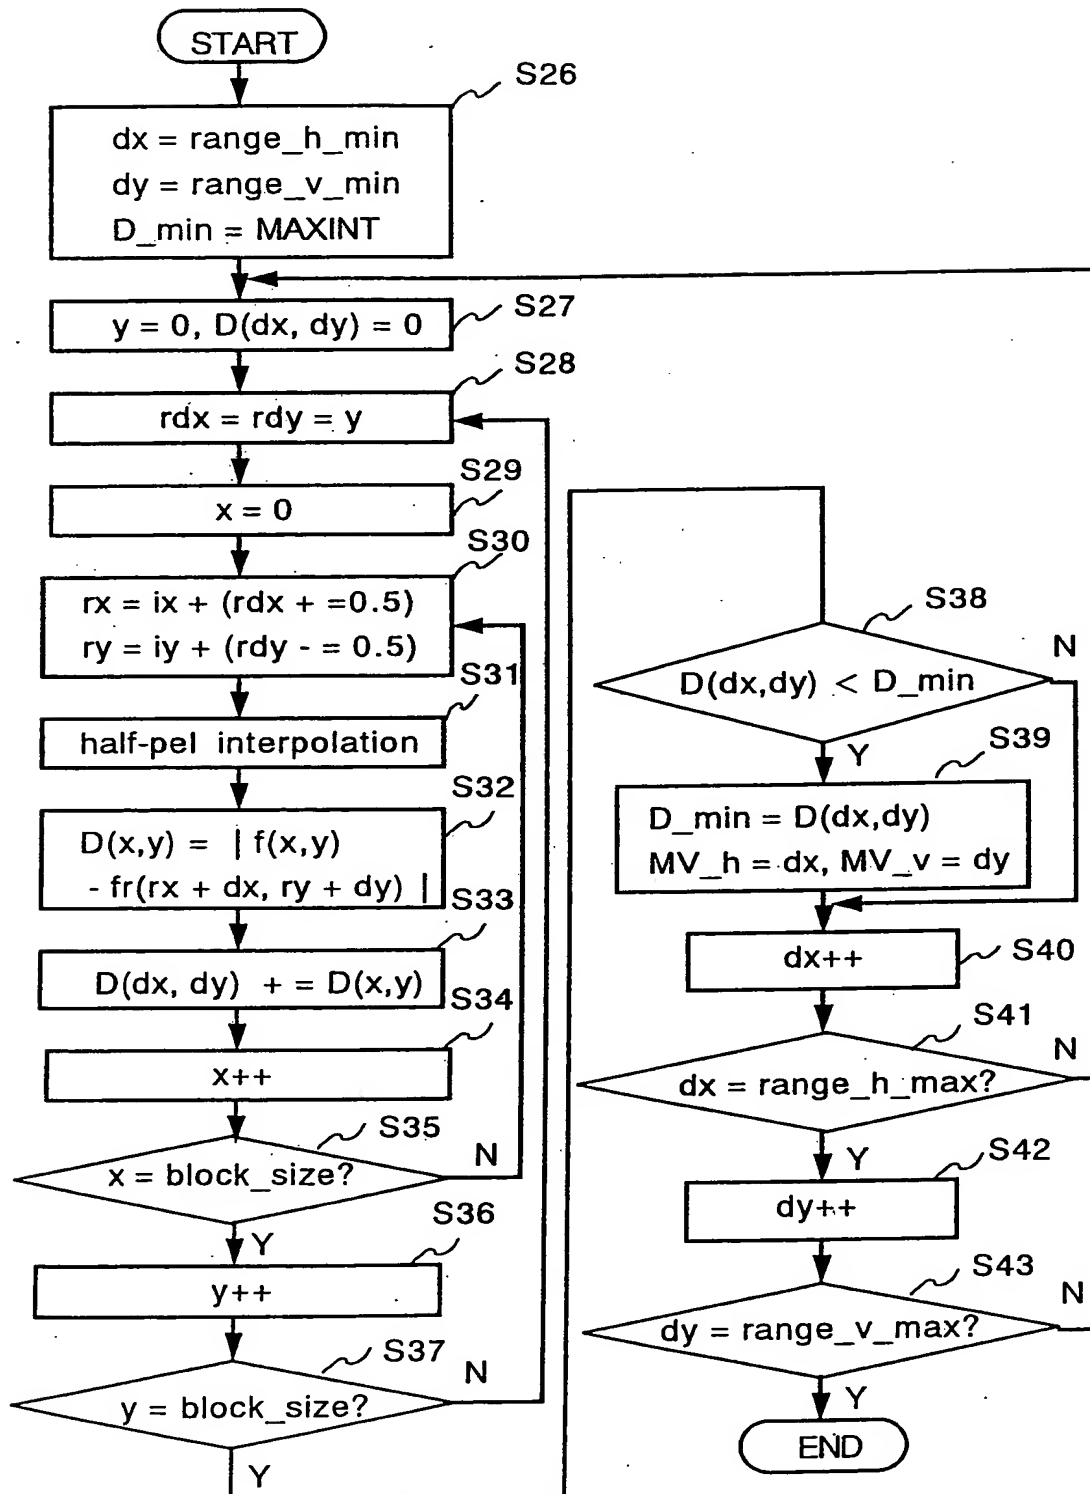 START
S26
dx = range_h_min
dy = range_v_min
D_min = MAXINT
S27
y = 0, D(dx, dy) = 0
S28
rdx = rdy = y
S29
x = 0
S30
rx = ix + (rdx + =0.5)
ry = iy + (rdy - = 0.5)
S31
half-pel interpolation
S32
D(x,y) = | f(x,y)
- fr(rx + dx, ry + dy) |
S33
D(dx, dy) + = D(x,y)
S34
x++
S35
x = block_size?
N
Y
S36
y++
S37
y = block_size?
N
Y
S38
D(dx,dy) < D_min
N
Y
S39
D_min = D(dx,dy)
MV_h = dx, MV_v = dy
S40
dx++
S41
dx = range_h_max?
N
Y
S42
dy++
S43
dy = range_v_max?
N
Y
END